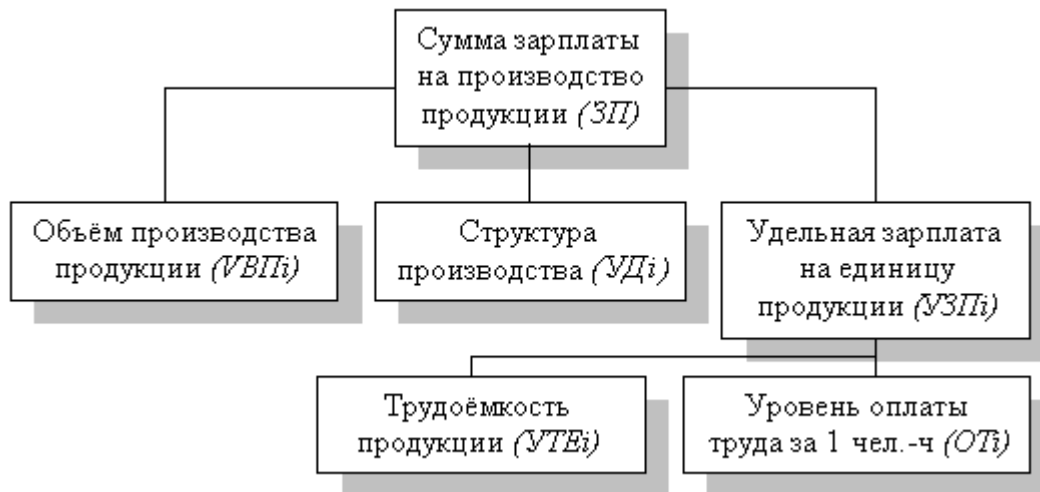 Сумма зарплаты
на производство
продукции (ЗП)
Объём производства
продукции (VВПi)
Структура
производства (УДi)
Удельная зарплата
на единицу
продукции (УЗПi)
Трудоёмкость
продукции (УТЕi)
Уровень оплаты
труда за 1 чел.-ч (ОТi)